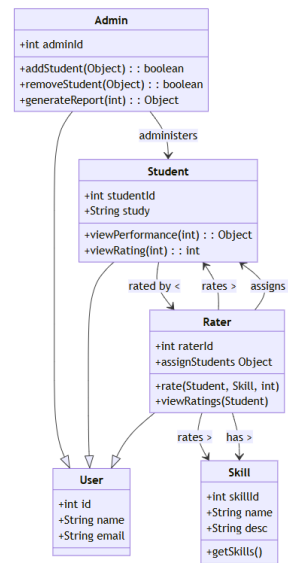 Admin
+int adminId
+addStudent(Object) : : boolean
+removeStudent(Object) : : boolean
+generateReport(int) : : Object
administers
Student
+int studentId
+String study
+viewPerformance(int) : : Object
+viewRating(int) : : int
rated by < rates > assigns
Rater
+int raterId
+assignStudents Object
+rate(Student, Skill, int)
+viewRatings(Student)
rates > has >
User
+int id
+String name
+String email
Skill
+int skillId
+String name
+String desc
+getSkills()